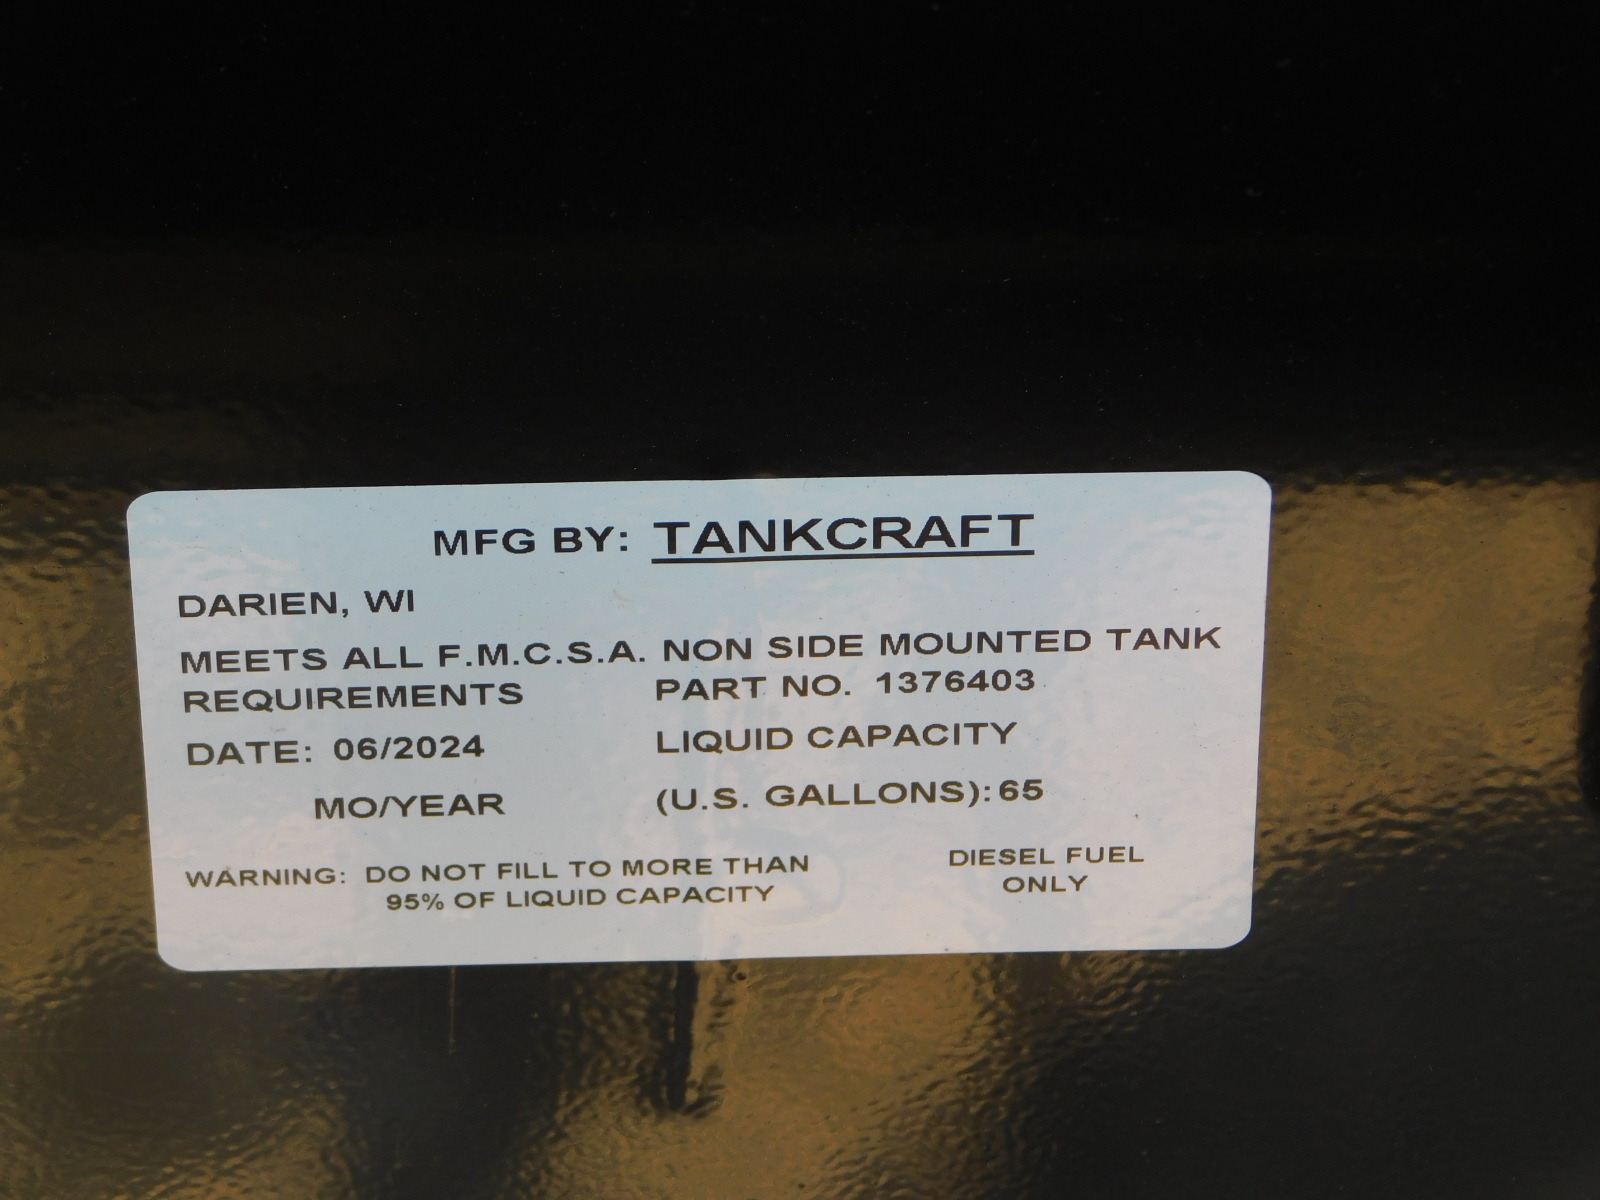 MFG BY: TANKCRAFT
DARIEN, WI
MEETS ALL F.M.C.S.A. NON SIDE MOUNTED TANK
REQUIREMENTS PART NO. 1376403
DATE: 06/2024 LIQUID CAPACITY
MO/YEAR (U.S. GALLONS): 65
WARNING: DO NOT FILL TO MORE THAN
95% OF LIQUID CAPACITY
DIESEL FUEL
ONLY